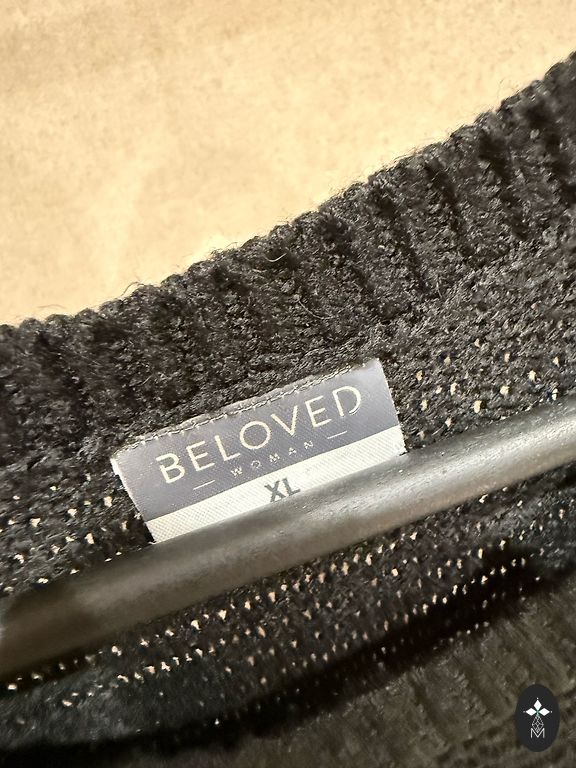 BELOVED
— WOMAN —
XL
M